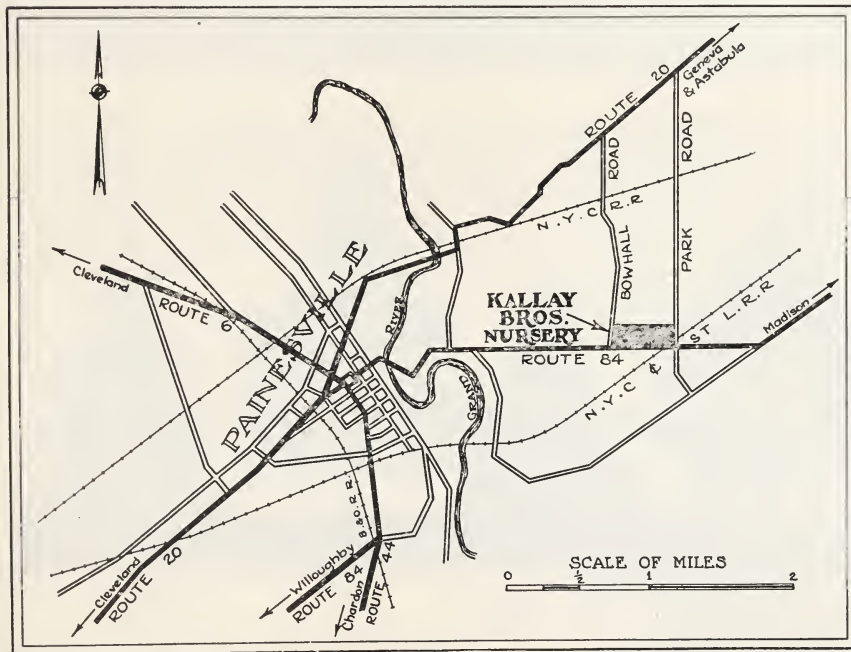 ROUTE 20
Geneva
& Astabula
ROAD
ROAD
N.Y.C R.R
BOWHALL
PARK
Cleveland
ROUTE 6
PAINESVILLE
RIVER
KALLAY
BROS.
NURSERY
ST L.R.R
Madison
ROUTE 84
N.Y.C &
GRAND
B.&O.R.R
Cleveland
ROUTE 20
Willoughby
ROUTE 84
Chardon
ROUTE 44
SCALE OF MILES
0 1/2 1 2